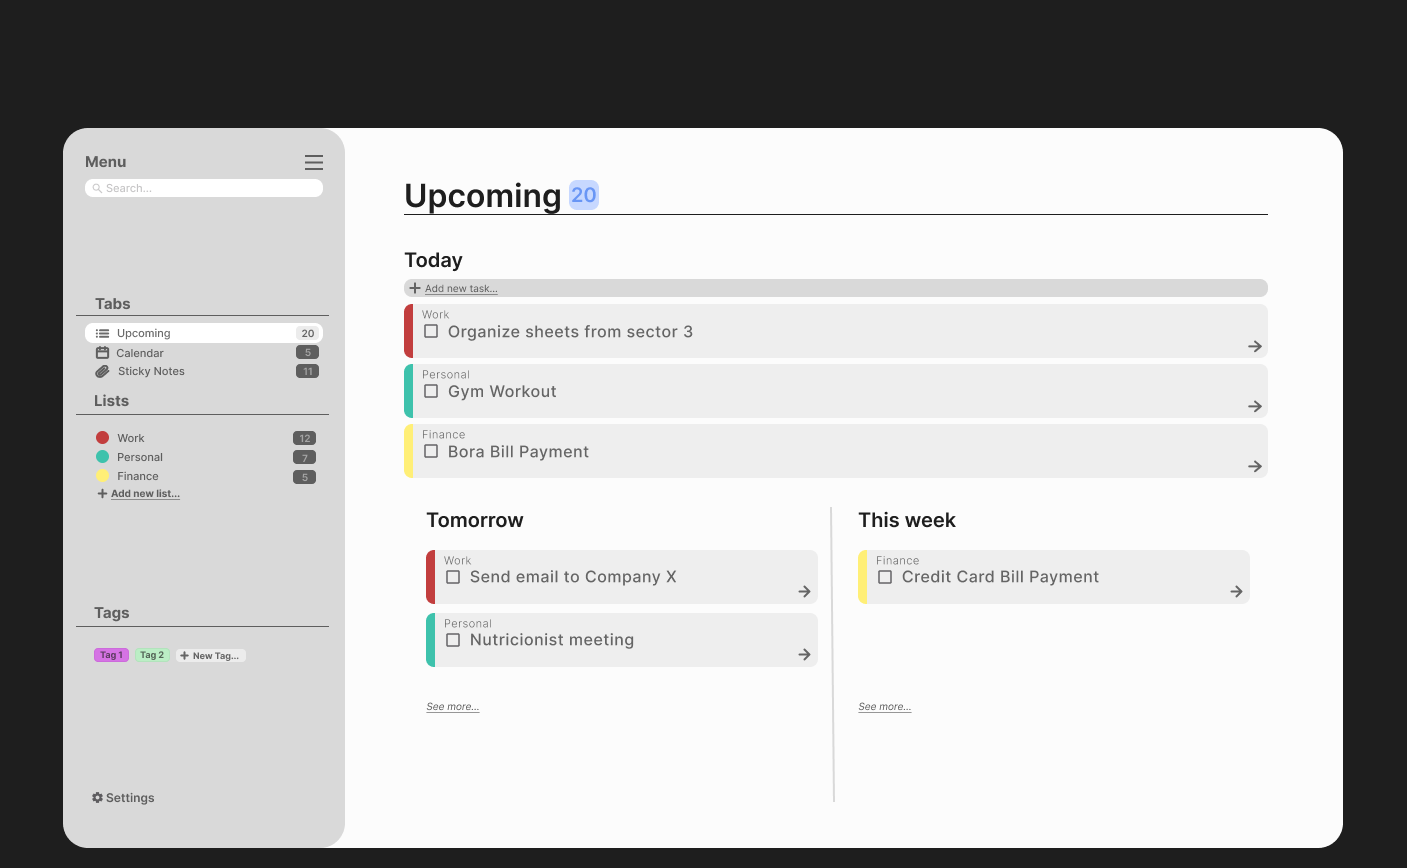 Menu
Search...
Tabs
Upcoming 20
Calendar 5
Sticky Notes 11
Lists
Work 12
Personal 7
Finance 5
Add new list...
Tags
Tag 1 Tag 2 New Tag...
Settings
Upcoming 20
Today
Add new task...
Work
Organize sheets from sector 3
Personal
Gym Workout
Finance
Bora Bill Payment
Tomorrow
Work
Send email to Company X
Personal
Nutricionist meeting
See more...
This week
Finance
Credit Card Bill Payment
See more...